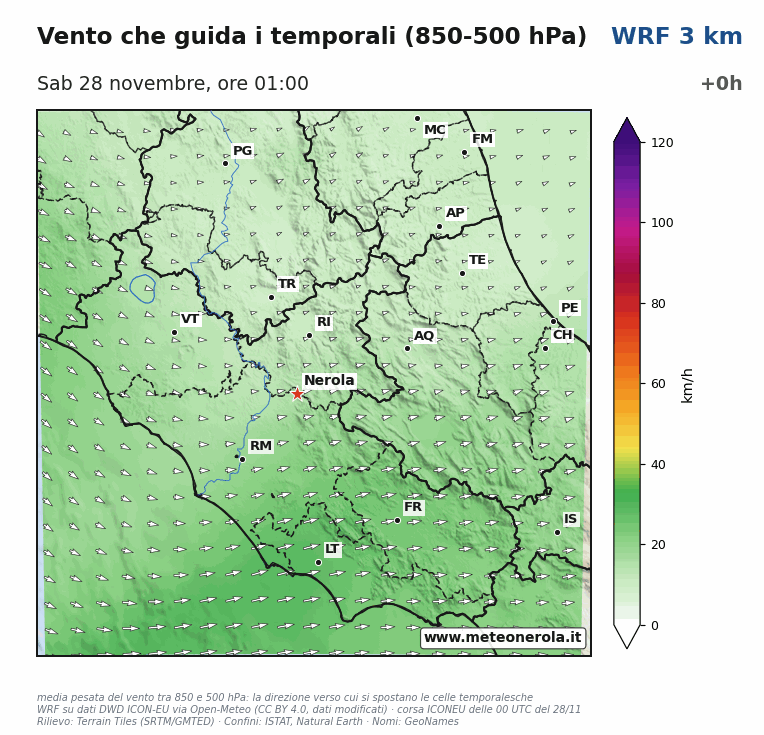 Vento che guida i temporali (850-500 hPa) WRF 3 km
Sab 28 novembre, ore 01:00 +0h
MC
FM
PG
AP
TE
TR
PE
VT
RI
CH
AQ
Nerola
RM
FR
IS
LT
www.meteonerola.it
120
100
80
60
40
20
0
km/h
media pesata del vento tra 850 e 500 hPa: la direzione verso cui si spostano le celle temporalesche
WRF su dati DWD ICON-EU via Open-Meteo (CC BY 4.0, dati modificati) · corsa ICONEU delle 00 UTC del 28/11
Rilievo: Terrain Tiles (SRTM/GMTED) · Confini: ISTAT, Natural Earth · Nomi: GeoNames